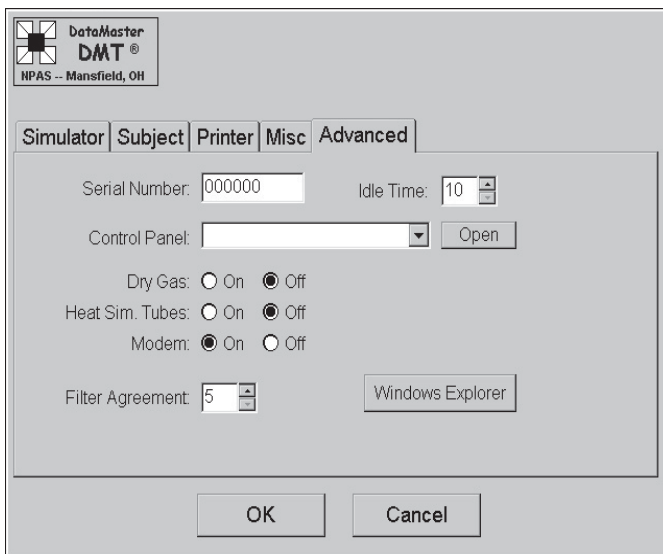 DataMaster
DMT ®
NPAS -- Mansfield, OH
Simulator Subject Printer Misc Advanced
Serial Number: 000000 Idle Time: 10
Control Panel: Open
Dry Gas: On Off
Heat Sim. Tubes: On Off
Modem: On Off
Filter Agreement: 5 Windows Explorer
OK Cancel